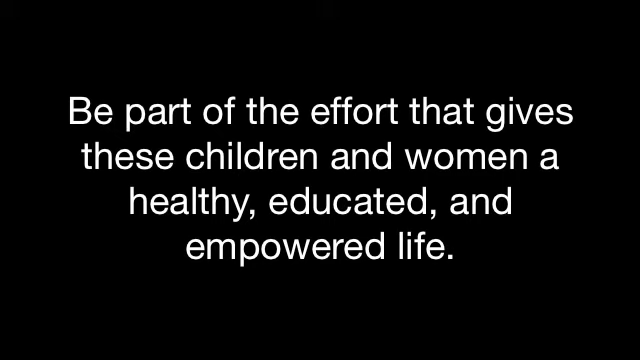 Be part of the effort that gives
these children and women a
healthy, educated, and
empowered life.